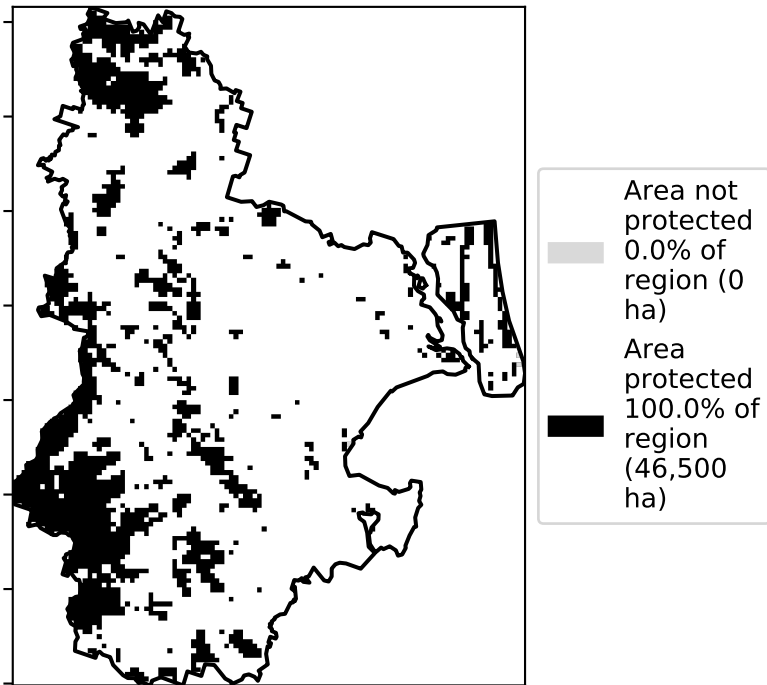 Area not
protected
0.0% of
region (0
ha)
Area
protected
100.0% of
region
(46,500
ha)